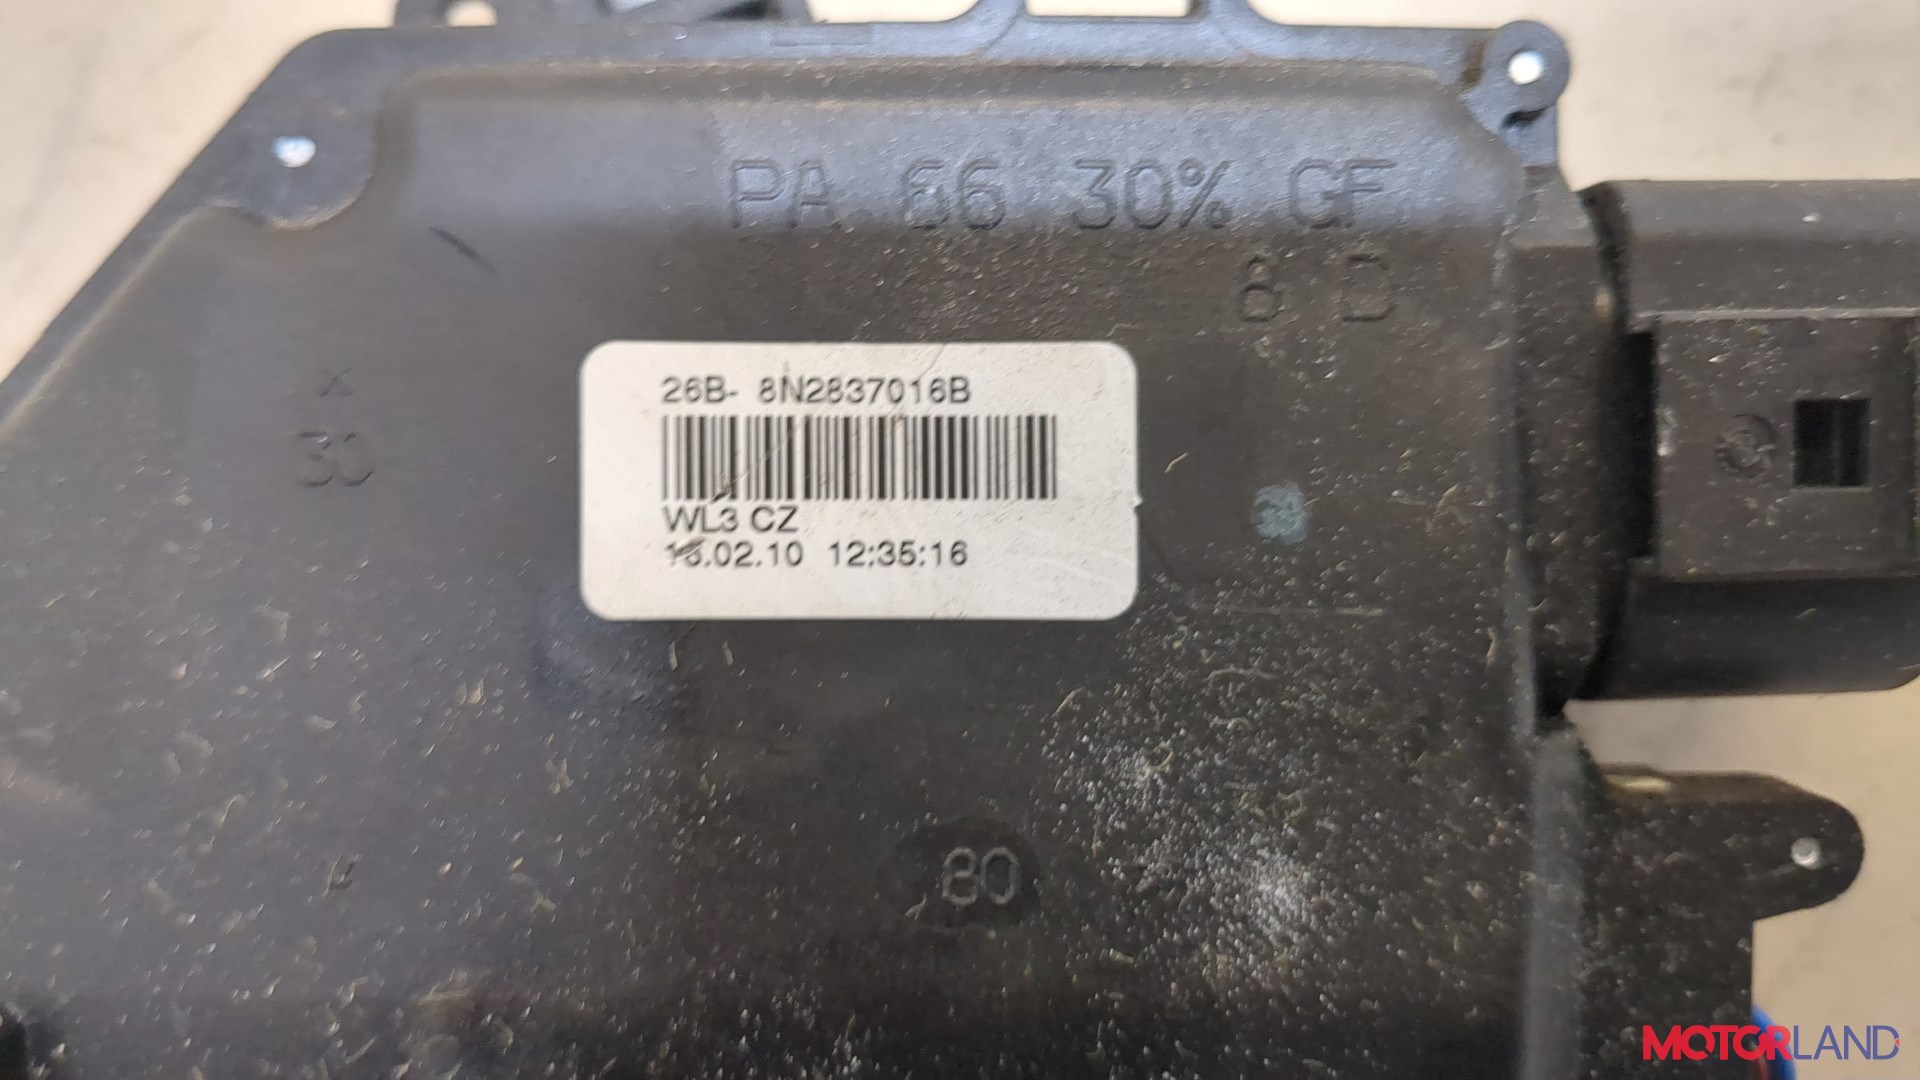 PA 66 30% GF
8 D
26B- 8N2837016B
WL3 CZ
.02.10 12:35:16
30
80
MOTORLAND